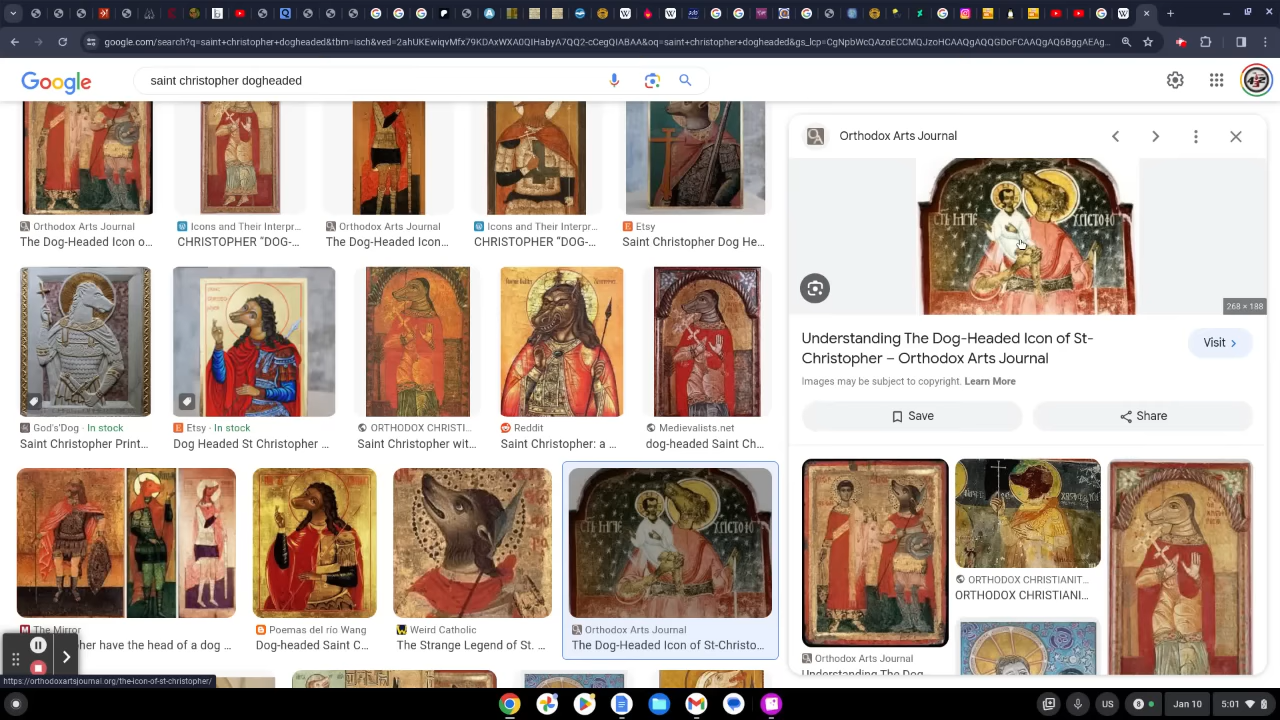 google.com/search?q=saint+christopher+dogheaded&tbm=isch&ved=2ahUKEwiqvMfx79KDAxWXA0QIHabyA7QQ2-cCegQIABAA&oq=saint+christopher+dogheaded&gs_lcp=CgNpbWcQAzoECCMQJzoHCAAQgAQQGDoFCAAQgAQ6BggAEAg...
Google
saint christopher dogheaded
Orthodox Arts Journal
The Dog-Headed Icon o...
Icons and Their Interpr...
CHRISTOPHER "DOG-...
Orthodox Arts Journal
The Dog-Headed Icon...
Icons and Their Interpr...
CHRISTOPHER "DOG-...
Etsy
Saint Christopher Dog He...
God's'Dog · In stock
Saint Christopher Print...
Etsy · In stock
Dog Headed St Christopher ...
ORTHODOX CHRISTI...
Saint Christopher wit...
Reddit
Saint Christopher: a ...
Medievalists.net
dog-headed Saint Ch...
The Mirror
her have the head of a dog ...
Poemas del río Wang
Dog-headed Saint C...
Weird Catholic
The Strange Legend of St. ...
Orthodox Arts Journal
The Dog-Headed Icon of St-Christo...
Orthodox Arts Journal
268 × 188
Understanding The Dog-Headed Icon of St-
Christopher – Orthodox Arts Journal
Visit
Images may be subject to copyright. Learn More
Save
Share
Orthodox Arts Journal
Understanding The Dog
ORTHODOX CHRISTIANIT...
ORTHODOX CHRISTIANI...
https://orthodoxartsjournal.org/the-icon-of-st-christopher/
US
8
Jan 10
5:01